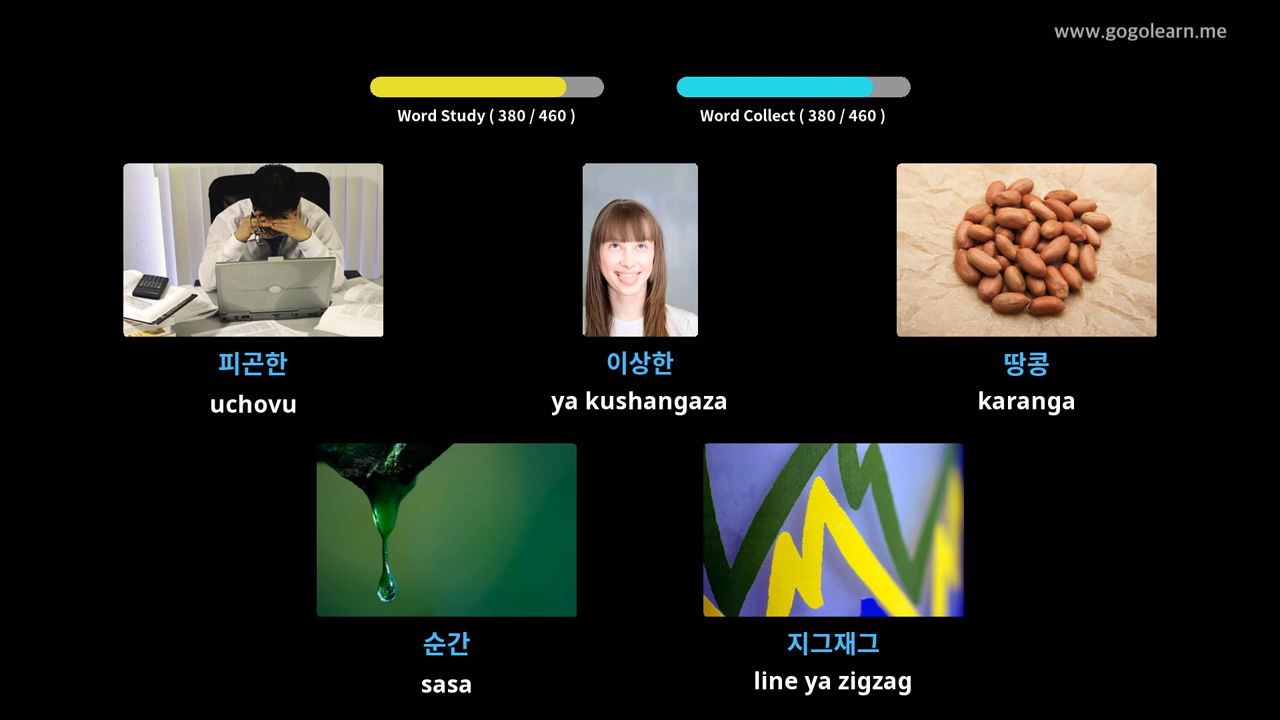 www.gogolearn.me
Word Study ( 380 / 460 )
Word Collect ( 380 / 460 )
피곤한
uchovu
이상한
ya kushangaza
땅콩
karanga
순간
sasa
지그재그
line ya zigzag